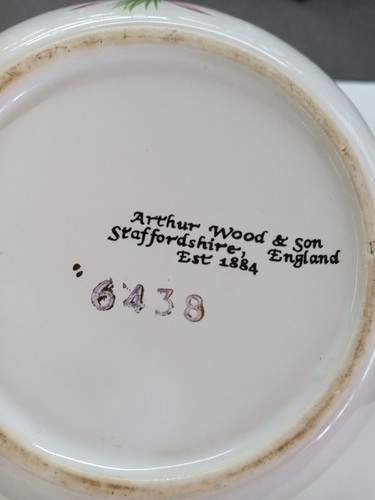 Arthur Wood & Son
Staffordshire, England
Est 1884
6438